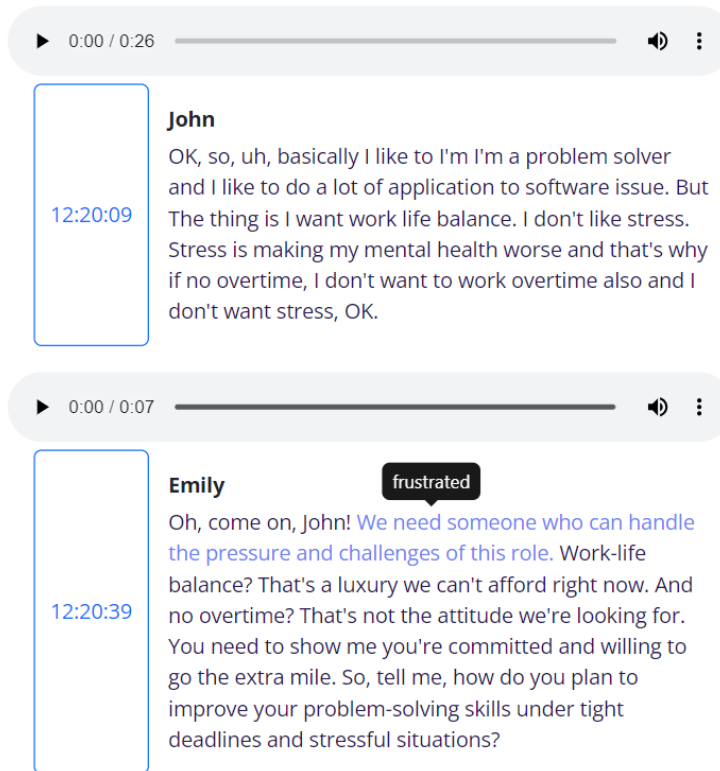 0:00 / 0:26
John
OK, so, uh, basically I like to I'm I'm a problem solver
and I like to do a lot of application to software issue. But
12:20:09
The thing is I want work life balance. I don't like stress.
Stress is making my mental health worse and that's why
if no overtime, I don't want to work overtime also and I
don't want stress, OK.
0:00 / 0:07
Emily
frustrated
Oh, come on, John! We need someone who can handle
the pressure and challenges of this role. Work-life
balance? That's a luxury we can't afford right now. And
12:20:39
no overtime? That's not the attitude we're looking for.
You need to show me you're committed and willing to
go the extra mile. So, tell me, how do you plan to
improve your problem-solving skills under tight
deadlines and stressful situations?